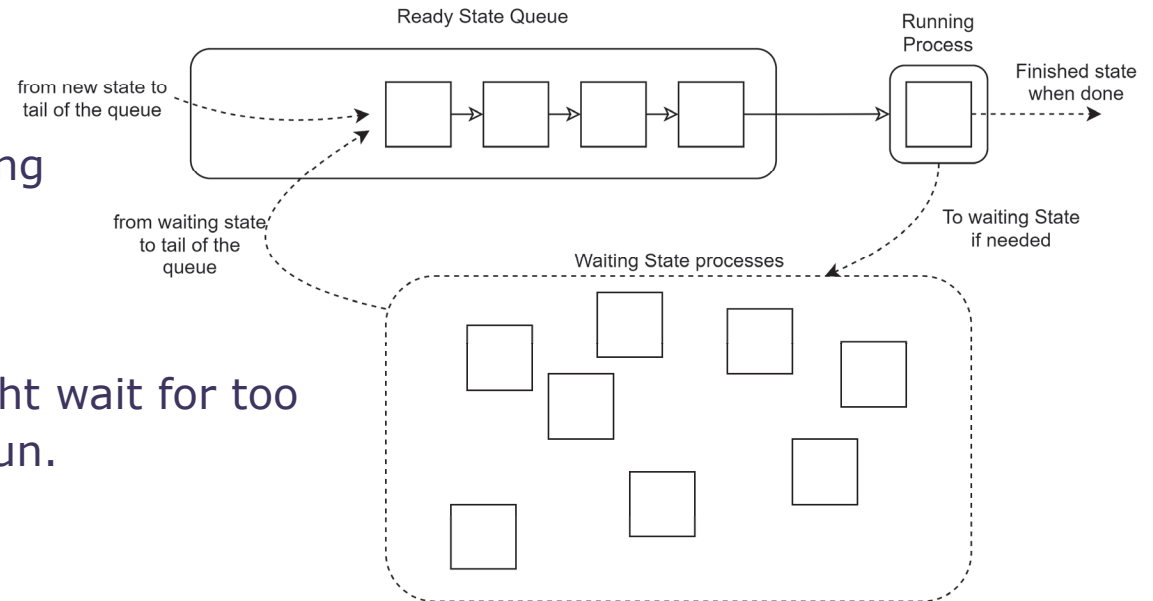 Ready State Queue
Running
Process
from new state to
tail of the queue
Finished state
when done
ng
from waiting state
to tail of the
queue
To waiting State
if needed
Waiting State processes
ht wait for too
un.